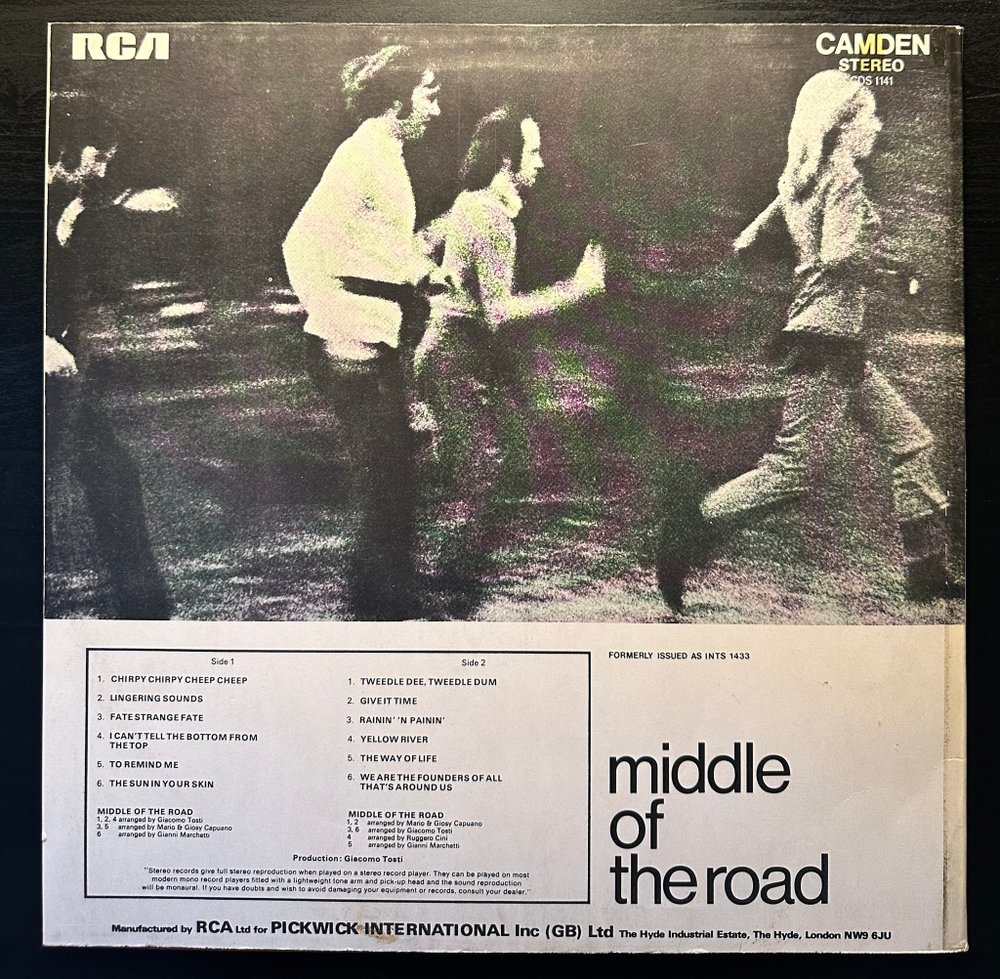 RCA
CAMDEN
STEREO
CDS 1141
Side 1
1. CHIRPY CHIRPY CHEEP CHEEP
2. LINGERING SOUNDS
3. FATE STRANGE FATE
4. I CAN'T TELL THE BOTTOM FROM
THE TOP
5. TO REMIND ME
6. THE SUN IN YOUR SKIN
MIDDLE OF THE ROAD
1, 2, 4 arranged by Giacomo Tosti
3, 5 arranged by Mario & Giosy Capuano
6 arranged by Gianni Marchetti
Side 2
1. TWEEDLE DEE, TWEEDLE DUM
2. GIVE IT TIME
3. RAININ' 'N PAININ'
4. YELLOW RIVER
5. THE WAY OF LIFE
6. WE ARE THE FOUNDERS OF ALL
THAT'S AROUND US
MIDDLE OF THE ROAD
1, 2 arranged by Mario & Giosy Capuano
3, 6 arranged by Giacomo Tosti
4 arranged by Ruggero Cini
5 arranged by Gianni Marchetti
Production: Giacomo Tosti
"Stereo records give full stereo reproduction when played on a stereo record player. They can be played on most
modern mono record players fitted with a lightweight tone arm and pick-up head and the sound reproduction
will be monaural. If you have doubts and wish to avoid damaging your equipment or records, consult your dealer."
FORMERLY ISSUED AS INTS 1433
middle
of
the road
Manufactured by RCA Ltd for PICKWICK INTERNATIONAL Inc (GB) Ltd The Hyde Industrial Estate, The Hyde, London NW9 6JU